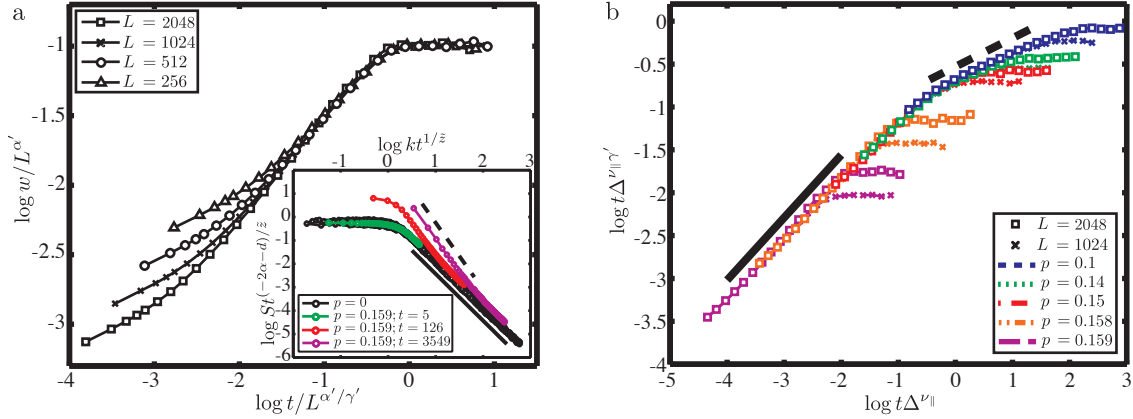 a
L = 2048
L = 1024
L = 512
L = 256
log w/L^α′
-1
-1.5
-2
-2.5
-3
-4
-3
-2
-1
0
1
log t/L^α′/γ′
log kt^1/z̃
-1
0
1
2
3
log St^(-2α-d)/z̃
2
1
0
-1
-2
-3
-4
-5
-6
p = 0
p = 0.159; t = 5
p = 0.159; t = 126
p = 0.159; t = 3549
b
log tΔ^ν∥γ′
0
-0.5
-1
-1.5
-2
-2.5
-3
-3.5
-4
-5
-4
-3
-2
-1
0
1
2
3
log tΔ^ν∥
L = 2048
L = 1024
p = 0.1
p = 0.14
p = 0.15
p = 0.158
p = 0.159